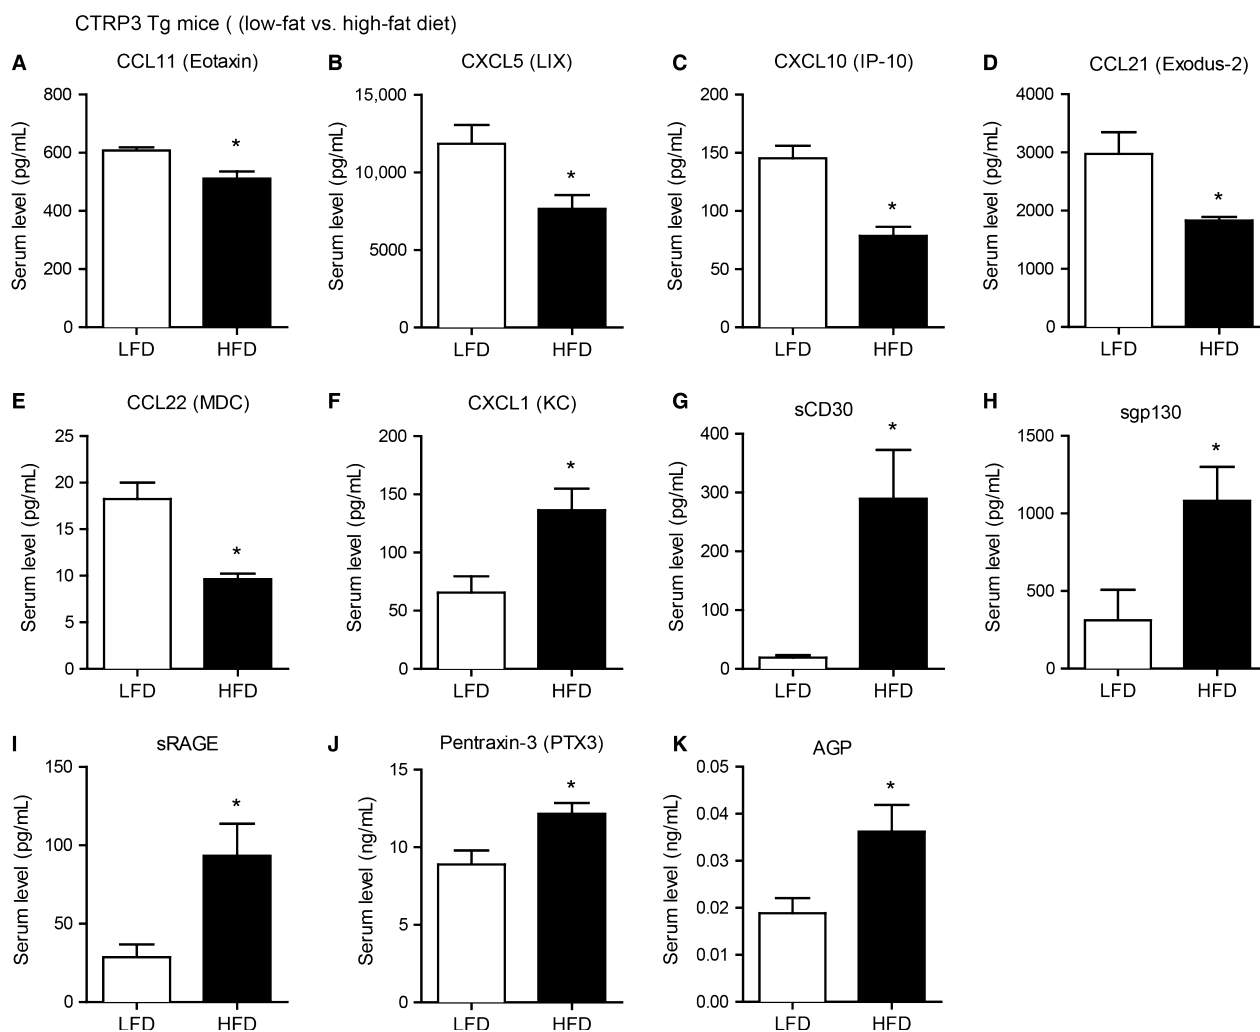 CTRP3 Tg mice ( (low-fat vs. high-fat diet)
A CCL11 (Eotaxin)
Serum level (pg/mL)
800
600
400
200
0
*
LFD HFD
B CXCL5 (LIX)
Serum level (pg/mL)
15,000
10,000
5000
0
*
LFD HFD
C CXCL10 (IP-10)
Serum level (pg/mL)
200
150
100
50
0
*
LFD HFD
D CCL21 (Exodus-2)
Serum level (pg/mL)
4000
3000
2000
1000
0
*
LFD HFD
E CCL22 (MDC)
Serum level (pg/mL)
25
20
15
10
5
0
*
LFD HFD
F CXCL1 (KC)
Serum level (pg/mL)
200
150
100
50
0
*
LFD HFD
G sCD30
Serum level (pg/mL)
400
300
200
100
0
*
LFD HFD
H sgp130
Serum level (pg/mL)
1500
1000
500
0
*
LFD HFD
I sRAGE
Serum level (pg/mL)
150
100
50
0
*
LFD HFD
J Pentraxin-3 (PTX3)
Serum level (ng/mL)
15
10
5
0
*
LFD HFD
K AGP
Serum level (ng/mL)
0.05
0.04
0.03
0.02
0.01
0.00
*
LFD HFD